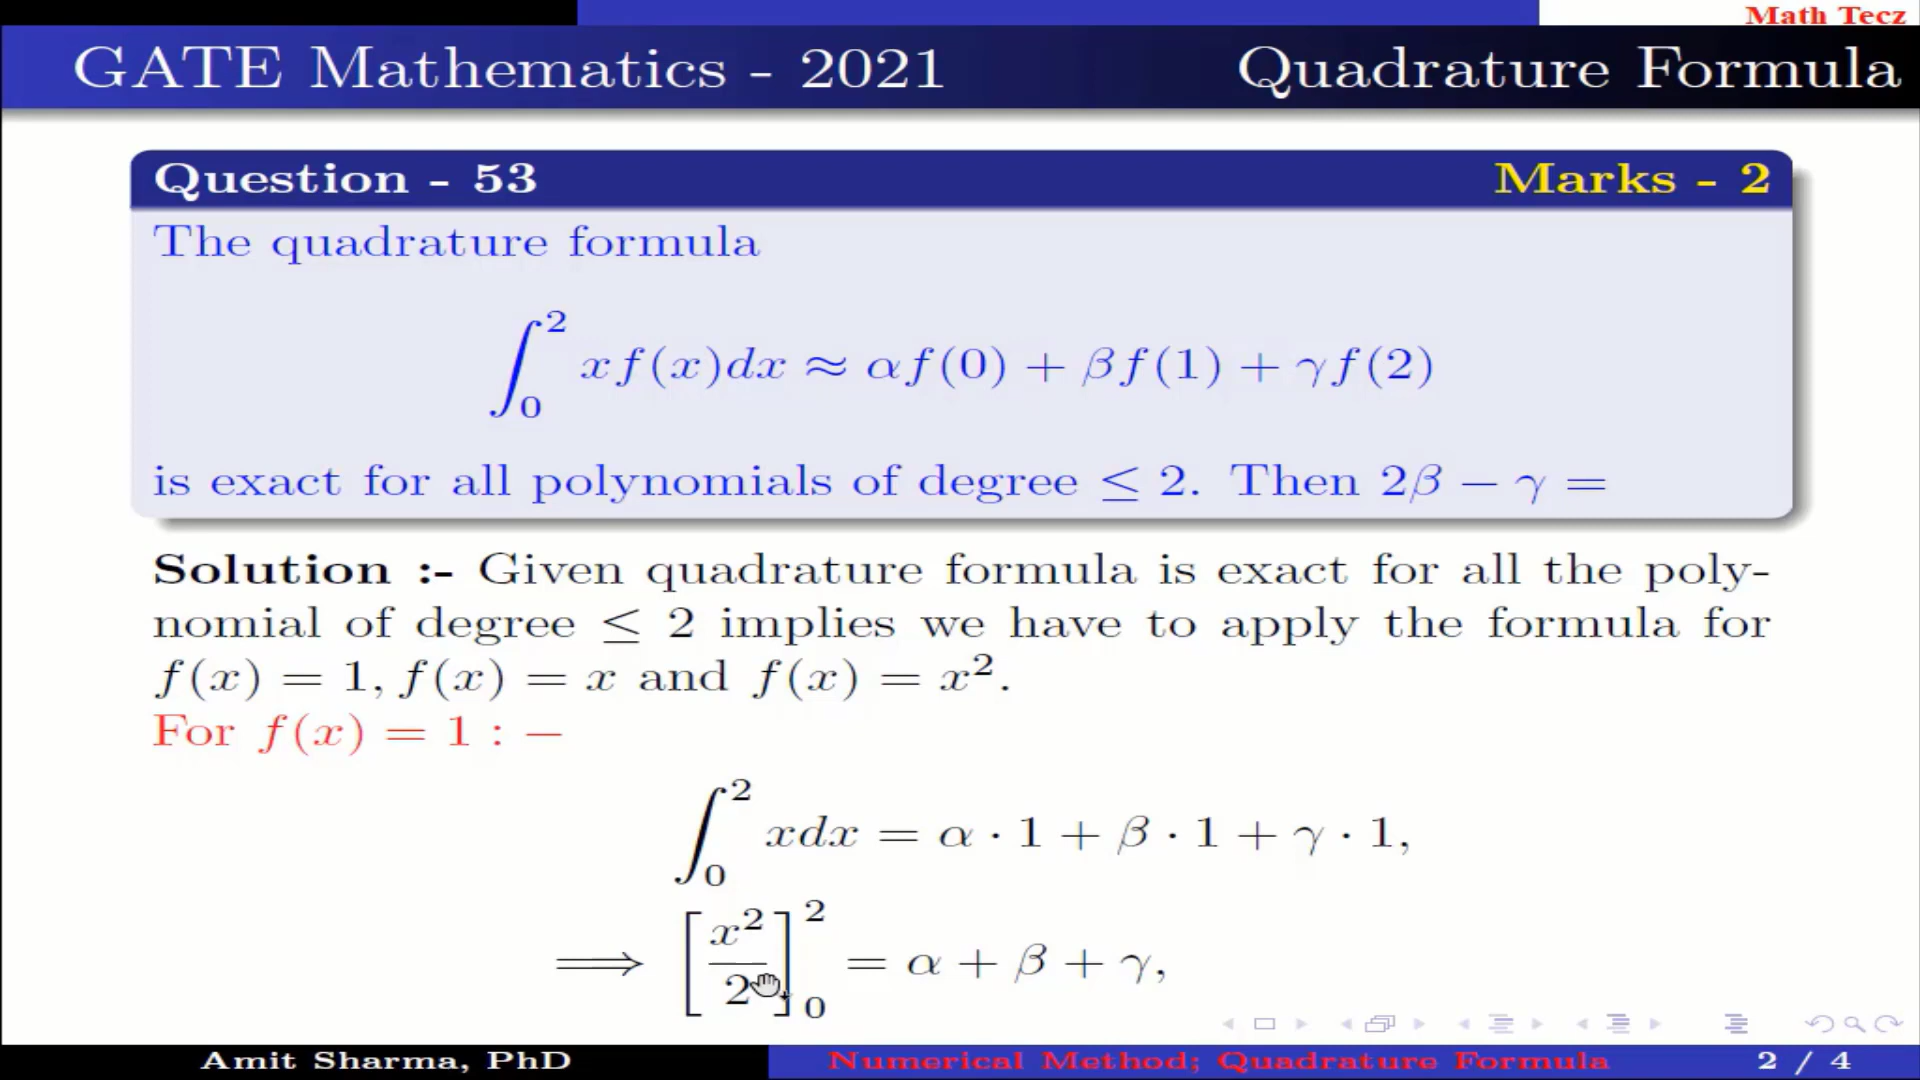 Math Tecz
GATE Mathematics - 2021 Quadrature Formula
Question - 53 Marks - 2
The quadrature formula
∫₀² xf(x)dx ≈ αf(0) + βf(1) + γf(2)
is exact for all polynomials of degree ≤ 2. Then 2β − γ =
Solution :- Given quadrature formula is exact for all the poly-
nomial of degree ≤ 2 implies we have to apply the formula for
f(x) = 1, f(x) = x and f(x) = x².
For f(x) = 1 : −
∫₀² xdx = α · 1 + β · 1 + γ · 1,
⟹ [x²/2]₀² = α + β + γ,
Amit Sharma, PhD Numerical Method; Quadrature Formula 2 / 4